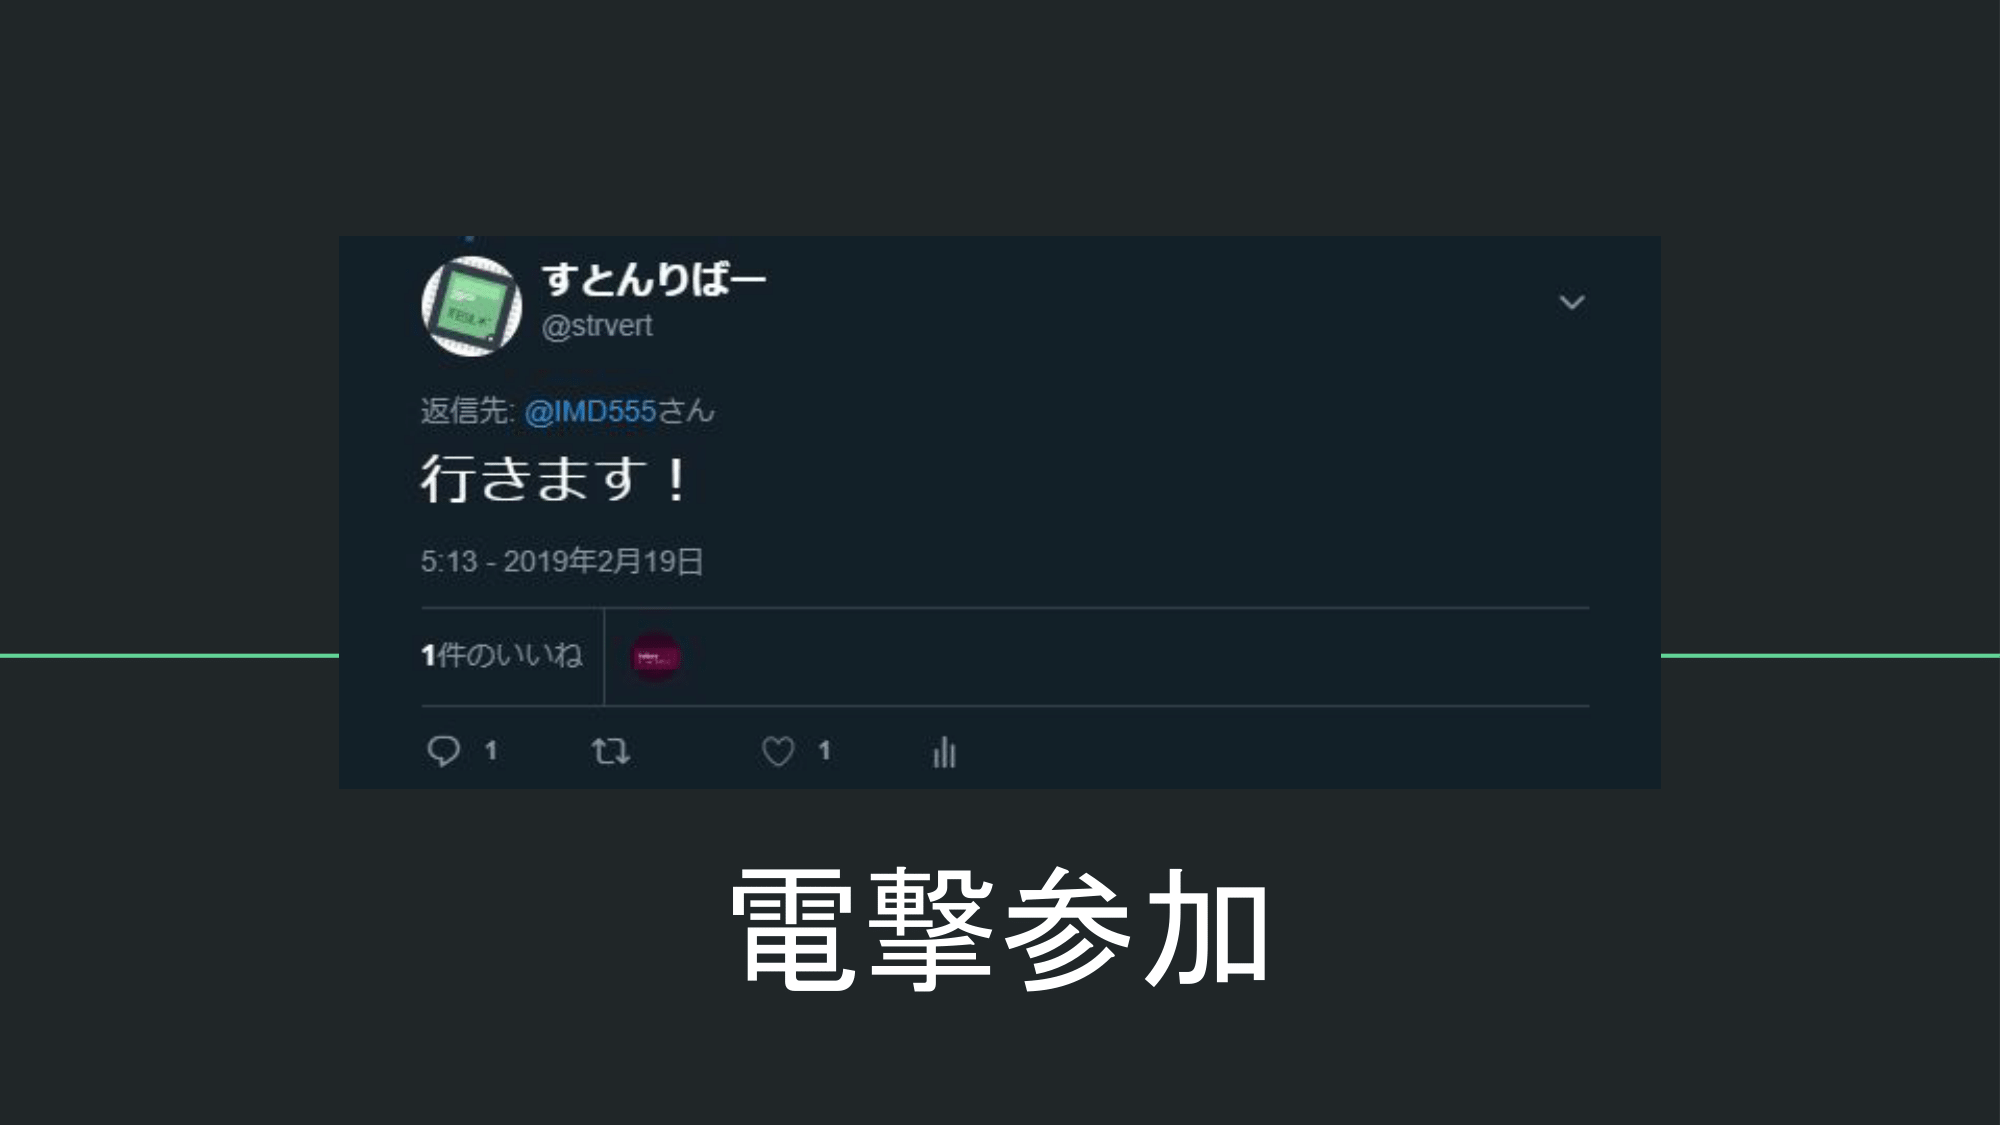 すとんりばー
@strvert
返信先: @IMD555さん
行きます！
5:13 - 2019年2月19日
1件のいいね
1 1
電撃参加